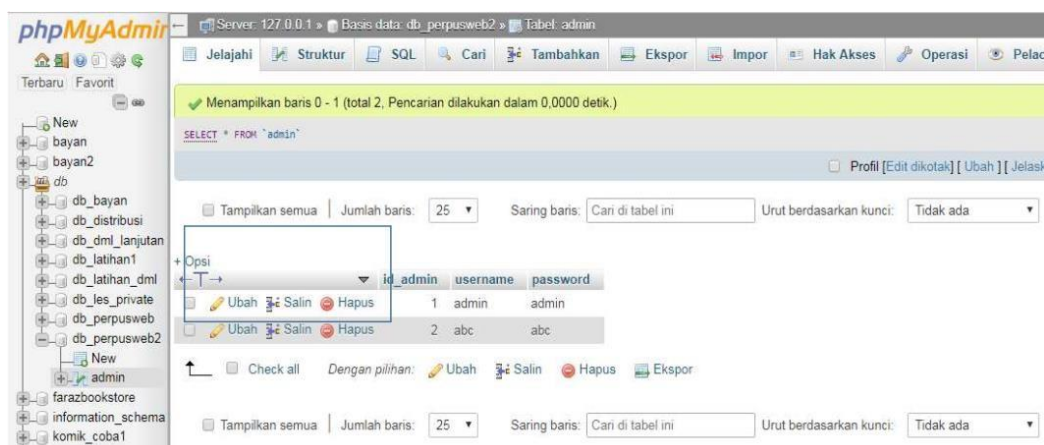 phpMyAdmin
Terbaru Favorit
New
bayan
bayan2
db
db_bayan
db_distribusi
db_dml_lanjutan
db_latihan1
db_latihan_dml
db_les_private
db_perpusweb
db_perpusweb2
New
admin
farazbookstore
information_schema
komik_coba1
Server: 127.0.0.1 » Basis data: db_perpusweb2 » Tabel: admin
Jelajahi Struktur SQL Cari Tambahkan Ekspor Impor Hak Akses Operasi Pelac
Menampilkan baris 0 - 1 (total 2, Pencarian dilakukan dalam 0,0000 detik.)
SELECT * FROM `admin`
Profil [Edit dikotak] [ Ubah ] [ Jelask
Tampilkan semua | Jumlah baris: 25 Saring baris: Cari di tabel ini Urut berdasarkan kunci: Tidak ada
+ Opsi
←T→ id_admin username password
Ubah Salin Hapus 1 admin admin
Ubah Salin Hapus 2 abc abc
Check all Dengan pilihan: Ubah Salin Hapus Ekspor
Tampilkan semua | Jumlah baris: 25 Saring baris: Cari di tabel ini Urut berdasarkan kunci: Tidak ada